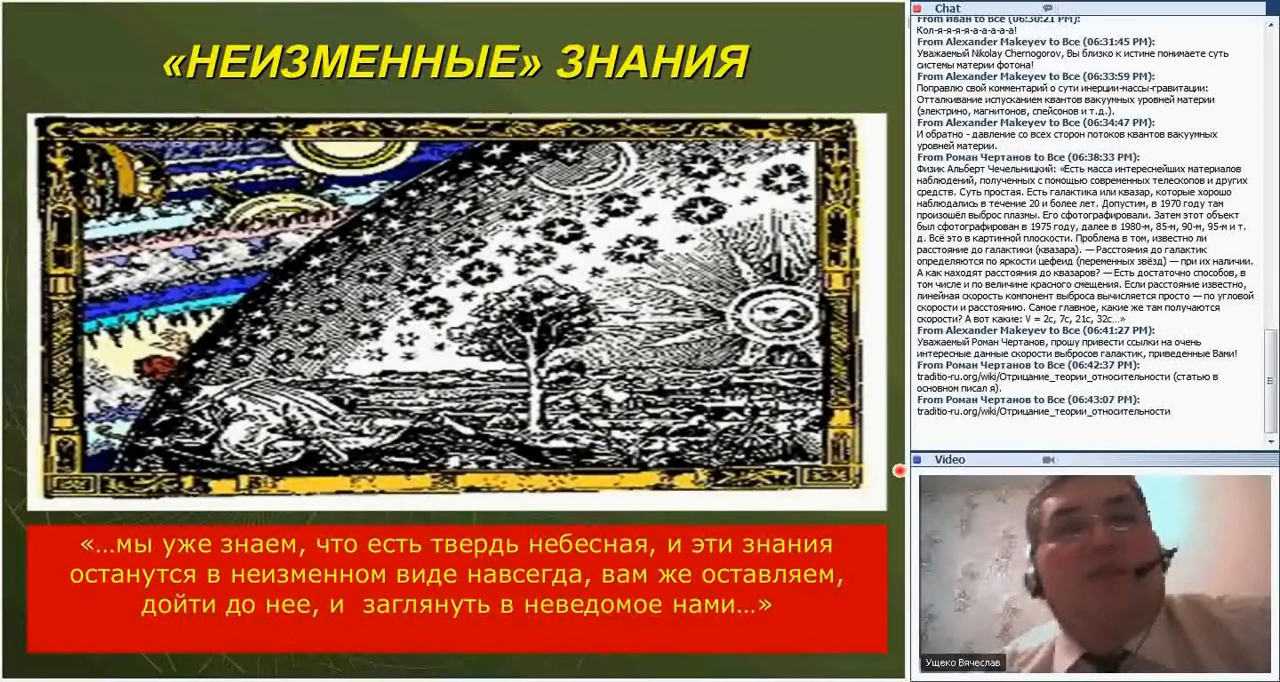 «НЕИЗМЕННЫЕ» ЗНАНИЯ
«…мы уже знаем, что есть твердь небесная, и эти знания
останутся в неизменном виде навсегда, вам же оставляем,
дойти до нее, и заглянуть в неведомое нами…»
Chat
From Иван to Все (06:30:21 PM):
Кол-я-я-я-я-а-а-а-а-а!
From Alexander Makeyev to Все (06:31:45 PM):
Уважаемый Nikolay Chernogorov, Вы близко к истине понимаете суть
системы материи фотона!
From Alexander Makeyev to Все (06:33:59 PM):
Поправлю свой комментарий о сути инерции-массы-гравитации:
Отталкивание испусканием квантов вакуумных уровней материи
(электрино, магнитонов, спейсонов и т.д.).
From Alexander Makeyev to Все (06:34:47 PM):
И обратно - давление со всех сторон потоков квантов вакуумных
уровней материи.
From Роман Чертанов to Все (06:38:33 PM):
Физик Альберт Чечельницкий: «Есть масса интереснейших материалов
наблюдений, полученных с помощью современных телескопов и других
средств. Суть простая. Есть галактика или квазар, которые хорошо
наблюдались в течение 20 и более лет. Допустим, в 1970 году там
произошёл выброс плазмы. Его сфотографировали. Затем этот объект
был сфотографирован в 1975 году, далее в 1980-м, 85-м, 90-м, 95-м и т.
д. Всё это в картинной плоскости. Проблема в том, известно ли
расстояние до галактики (квазара). — Расстояния до галактик
определяются по яркости цефеид (переменных звёзд) — при их наличии.
А как находят расстояния до квазаров? — Есть достаточно способов, в
том числе и по величине красного смещения. Если расстояние известно,
линейная скорость компонент выброса вычисляется просто — по угловой
скорости и расстоянию. Самое главное, какие же там получаются
скорости? А вот какие: V = 2c, 7c, 21c, 32c…»
From Alexander Makeyev to Все (06:41:27 PM):
Уважаемый Роман Чертанов, прошу привести ссылки на очень
интересные данные скорости выбросов галактик, приведенные Вами!
From Роман Чертанов to Все (06:42:37 PM):
traditio-ru.org/wiki/Отрицание_теории_относительности (статью в
основном писал я).
From Роман Чертанов to Все (06:43:07 PM):
traditio-ru.org/wiki/Отрицание_теории_относительности
Video
Ущеко Вячеслав